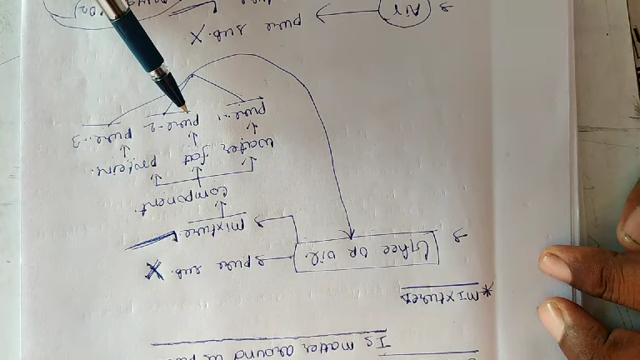 Is matter around us pu
*Mixtures
→ Ghee or oil. → pure sub. X
→ mixture
component
water fat protein.
pure-1 pure-2 pure-3
→ Air pure sub. X